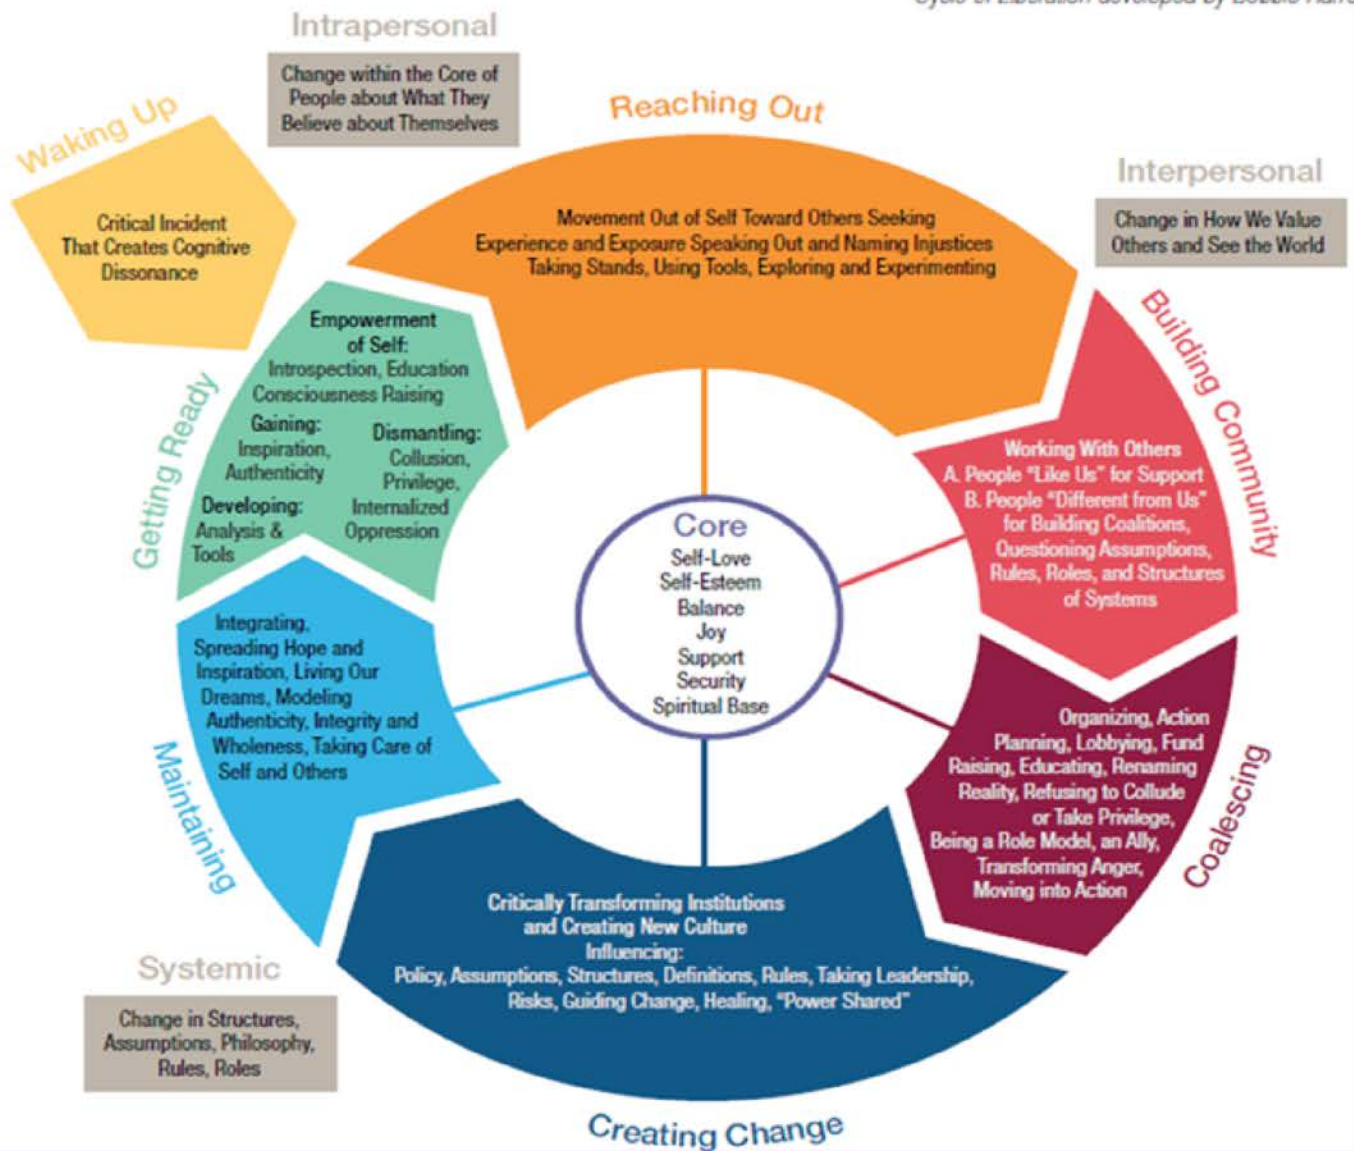 Cycle of Liberation developed by Bobbie
Intrapersonal
Change within the Core of
People about What They
Believe about Themselves
Waking Up
Critical Incident
That Creates Cognitive
Dissonance
Reaching Out
Movement Out of Self Toward Others Seeking
Experience and Exposure Speaking Out and Naming Injustices
Taking Stands, Using Tools, Exploring and Experimenting
Interpersonal
Change in How We Value
Others and See the World
Getting Ready
Empowerment
of Self:
Introspection, Education
Consciousness Raising
Gaining:
Inspiration,
Authenticity
Dismantling:
Collusion,
Privilege,
Internalized
Oppression
Developing:
Analysis &
Tools
Building Community
Working With Others
A. People “Like Us” for Support
B. People “Different from Us”
for Building Coalitions,
Questioning Assumptions,
Rules, Roles, and Structures
of Systems
Core
Self-Love
Self-Esteem
Balance
Joy
Support
Security
Spiritual Base
Maintaining
Integrating,
Spreading Hope and
Inspiration, Living Our
Dreams, Modeling
Authenticity, Integrity and
Wholeness, Taking Care of
Self and Others
Coalescing
Organizing, Action
Planning, Lobbying, Fund
Raising, Educating, Renaming
Reality, Refusing to Collude
or Take Privilege,
Being a Role Model, an Ally,
Transforming Anger,
Moving into Action
Critically Transforming Institutions
and Creating New Culture
Influencing:
Policy, Assumptions, Structures, Definitions, Rules, Taking Leadership,
Risks, Guiding Change, Healing, “Power Shared”
Systemic
Change in Structures,
Assumptions, Philosophy,
Rules, Roles
Creating Change